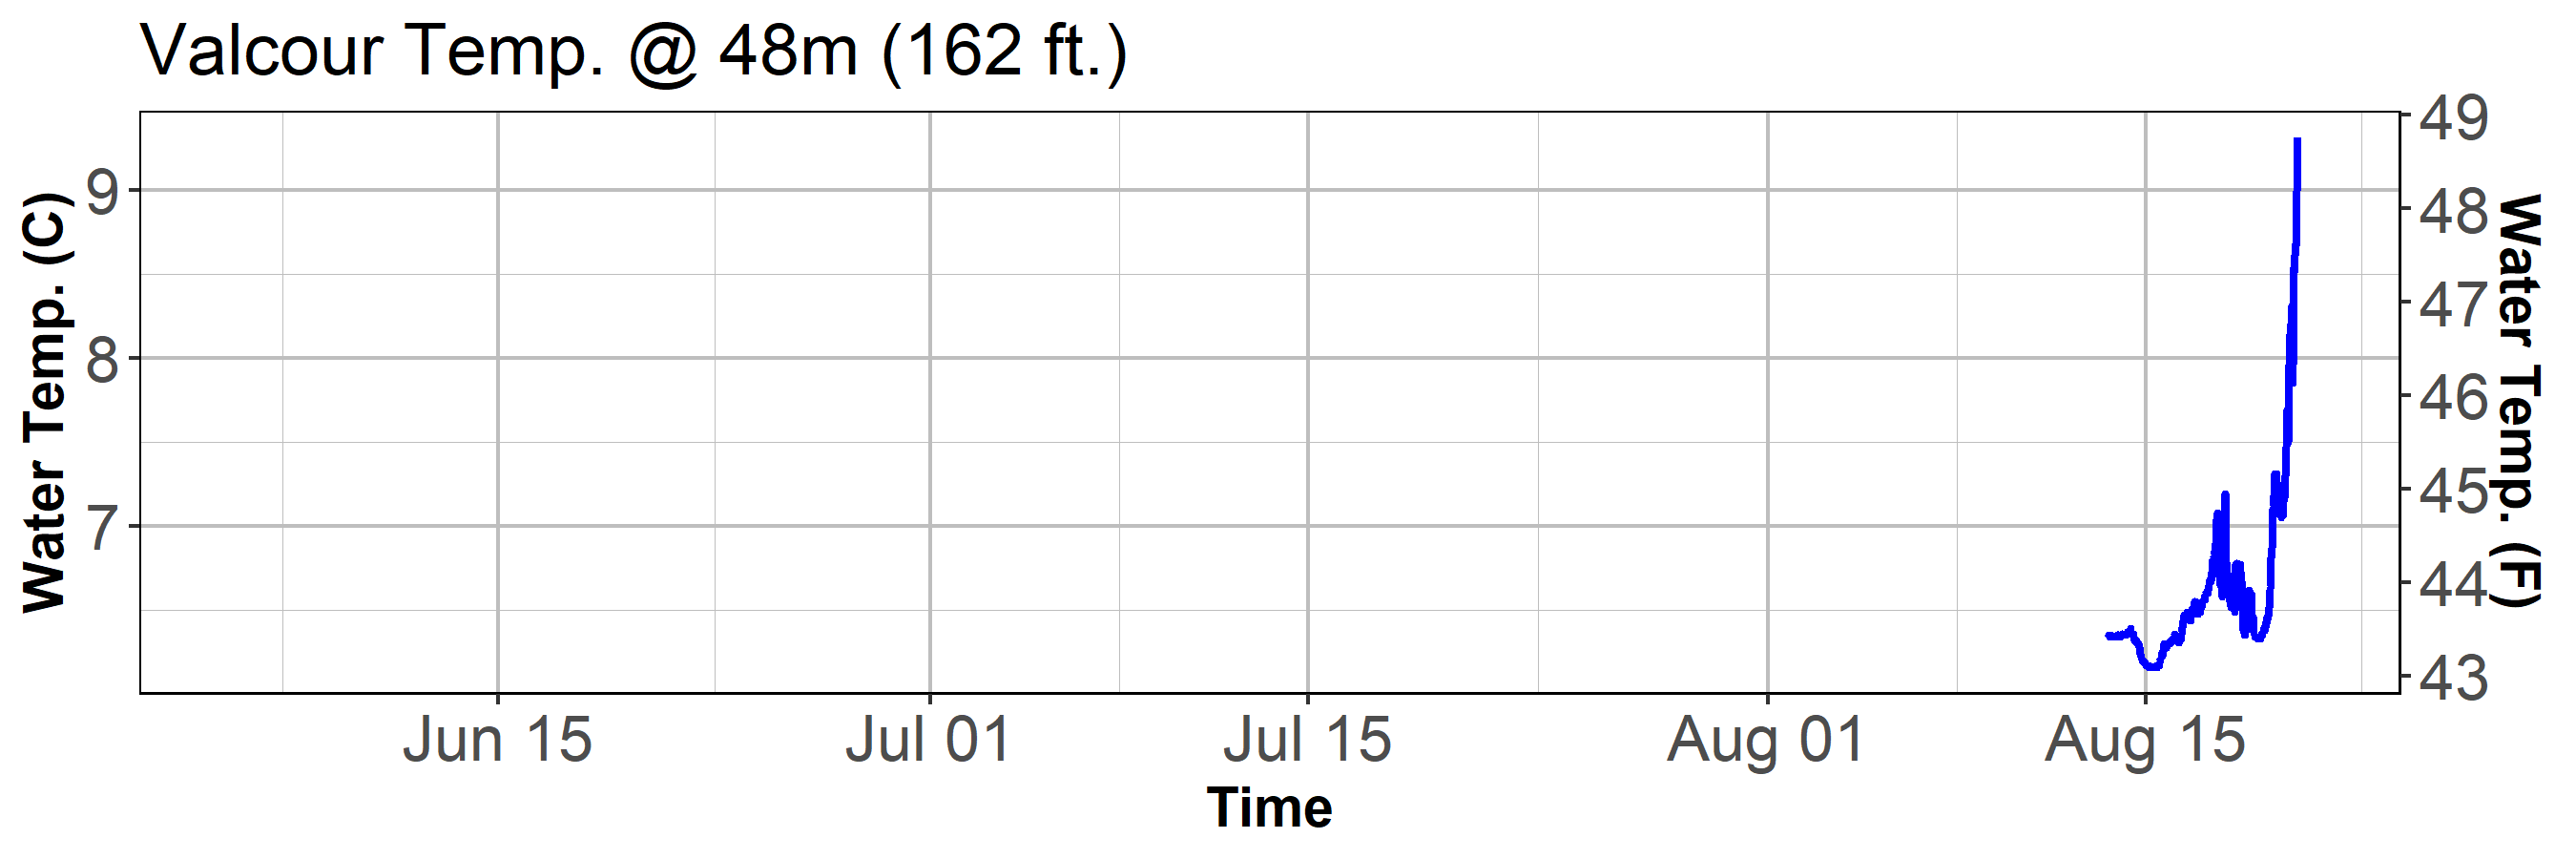 Valcour Temp. @ 48m (162 ft.)
Water Temp. (C)
9
8
7
49
48
47
46
45
44
43
Water Temp. (F)
Jun 15 Jul 01 Jul 15 Aug 01 Aug 15
Time